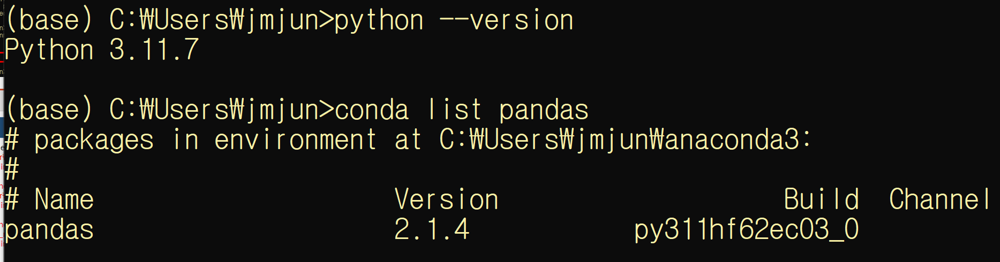 (base) C:₩Users₩jmjun>python --version
Python 3.11.7
(base) C:₩Users₩jmjun>conda list pandas
# packages in environment at C:₩Users₩jmjun₩anaconda3:
#
# Name                    Version                   Build  Channel
pandas                    2.1.4           py311hf62ec03_0